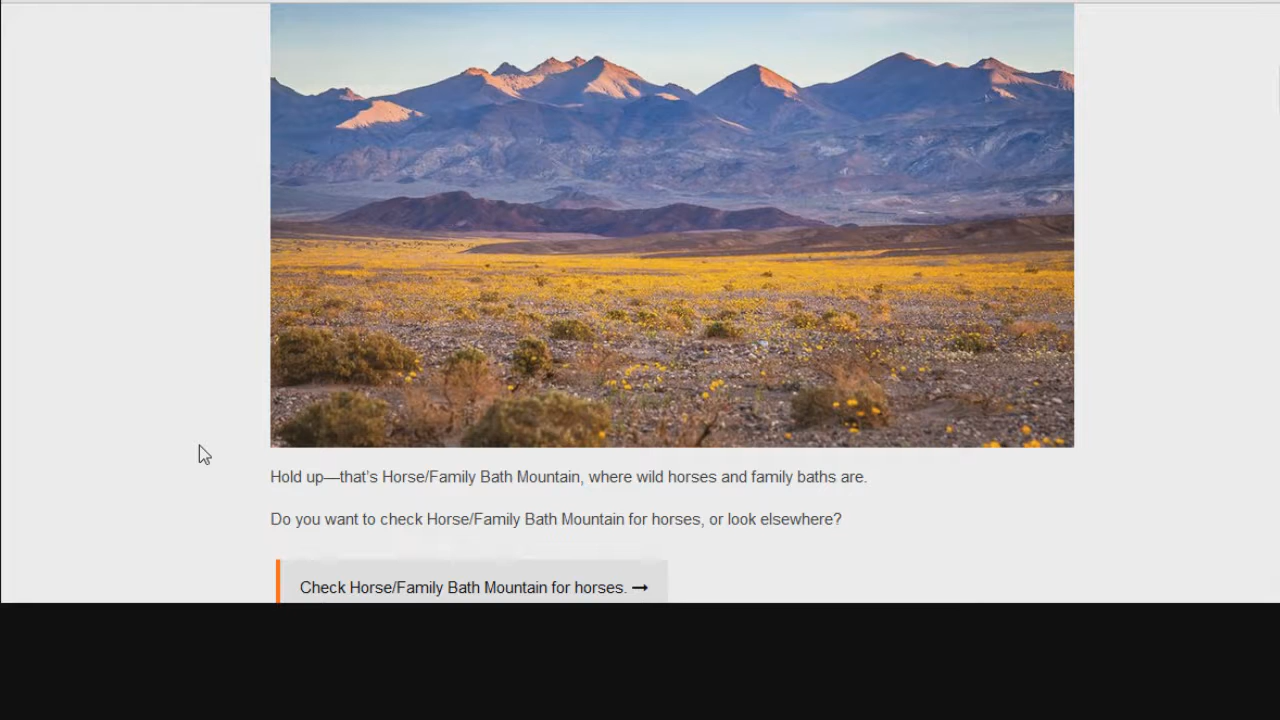 Hold up—that's Horse/Family Bath Mountain, where wild horses and family baths are.
Do you want to check Horse/Family Bath Mountain for horses, or look elsewhere?
Check Horse/Family Bath Mountain for horses. →